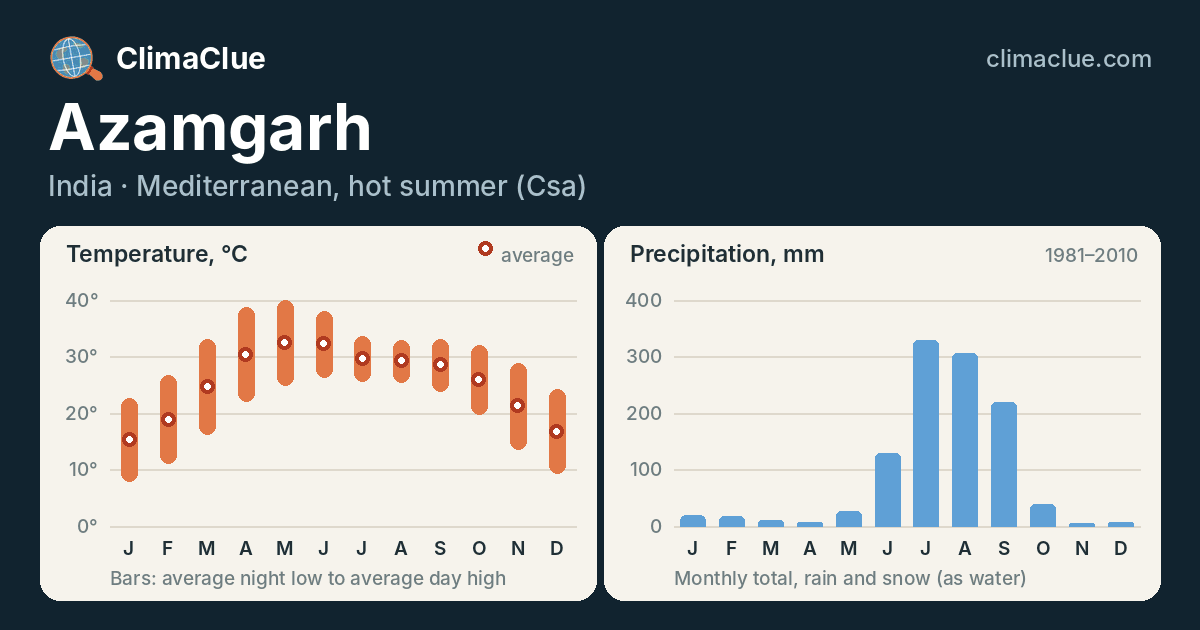 ClimaClue
climaclue.com
Azamgarh
India · Mediterranean, hot summer (Csa)
Temperature, °C
average
40°
30°
20°
10°
0°
J F M A M J J A S O N D
Bars: average night low to average day high
Precipitation, mm
1981–2010
400
300
200
100
0
J F M A M J J A S O N D
Monthly total, rain and snow (as water)